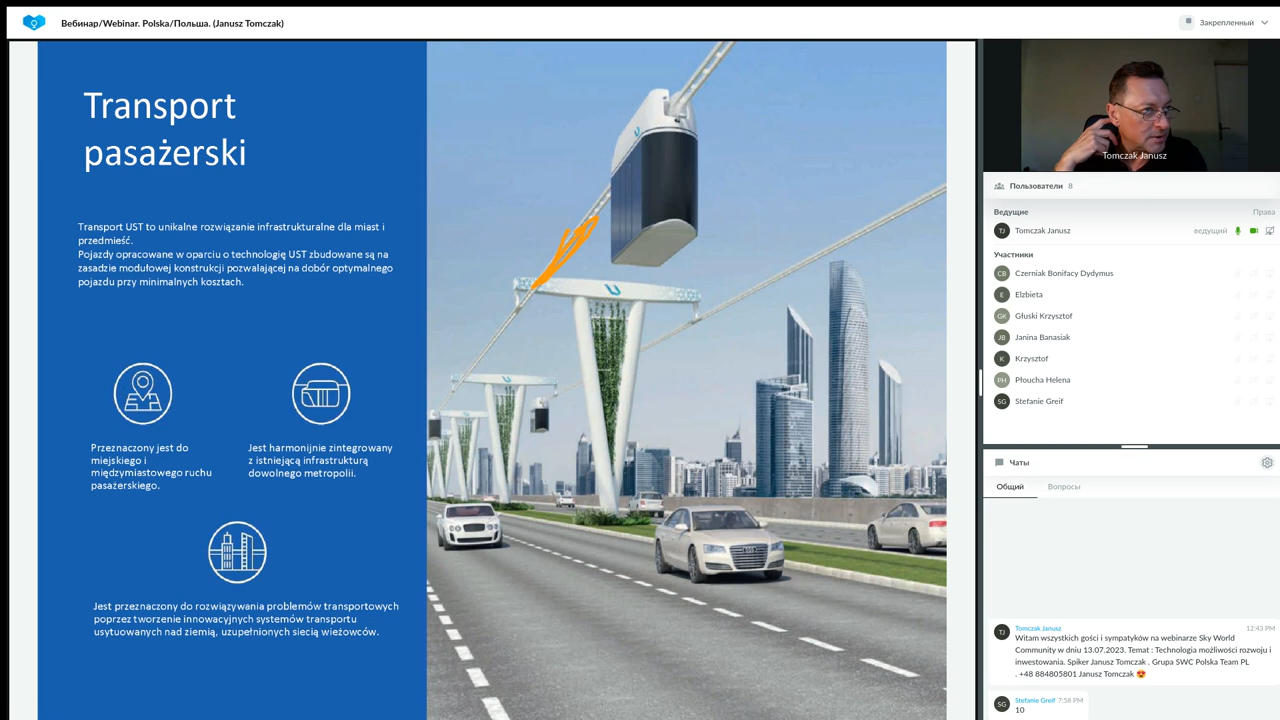 Вебинар/Webinar. Polska/Польша. (Janusz Tomczak)
Закрепленный
Transport
pasażerski
Transport UST to unikalne rozwiązanie infrastrukturalne dla miast i
przedmieść.
Pojazdy opracowane w oparciu o technologię UST zbudowane są na
zasadzie modułowej konstrukcji pozwalającej na dobór optymalnego
pojazdu przy minimalnych kosztach.
Przeznaczony jest do
miejskiego i
międzymiastowego ruchu
pasażerskiego.
Jest harmonijnie zintegrowany
z istniejącą infrastrukturą
dowolnego metropolii.
Jest przeznaczony do rozwiązywania problemów transportowych
poprzez tworzenie innowacyjnych systemów transportu
usytuowanych nad ziemią, uzupełnionych siecią wieżowców.
Tomczak Janusz
Пользователи 8
Ведущие Права
TJ Tomczak Janusz ведущий
Участники
CB Czerniak Bonifacy Dydymus
E Elzbieta
GK Głuski Krzysztof
JB Janina Banasiak
K Krzysztof
PH Płoucha Helena
SG Stefanie Greif
Чаты
Общий Вопросы
TJ Tomczak Janusz 12:43 PM
Witam wszystkich gości i sympatyków na webinarze Sky World
Community w dniu 13.07.2023. Temat : Technologia możliwości rozwoju i
inwestowania. Spiker Janusz Tomczak . Grupa SWC Polska Team PL
. +48 884805801 Janusz Tomczak 😍
SG Stefanie Greif 7:58 PM
10